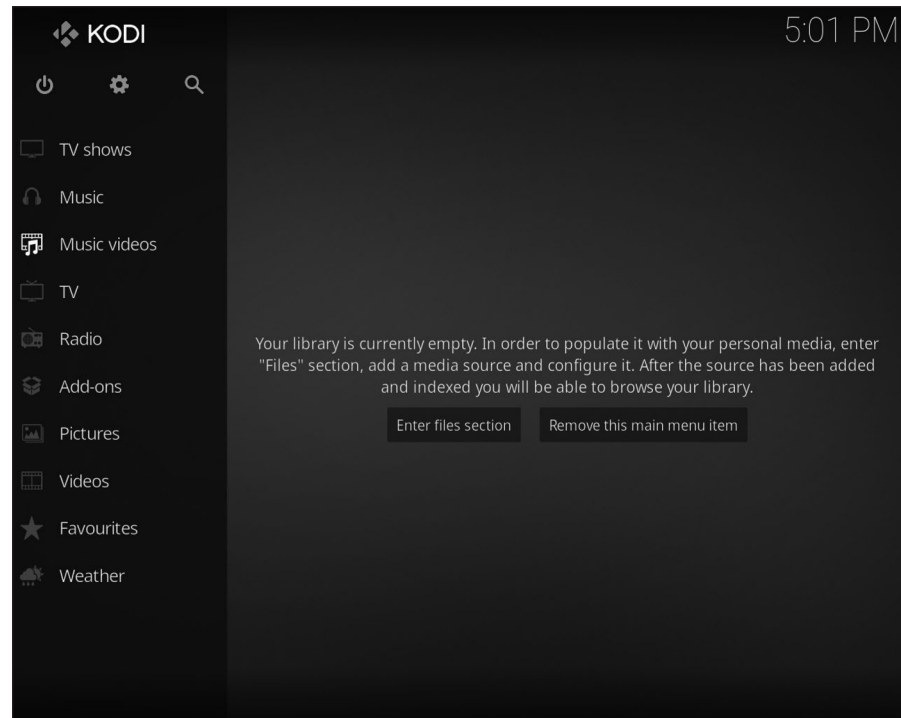 KODI
5:01 PM
TV shows
Music
Music videos
TV
Radio
Add-ons
Pictures
Videos
Favourites
Weather
Your library is currently empty. In order to populate it with your personal media, enter
"Files" section, add a media source and configure it. After the source has been added
and indexed you will be able to browse your library.
Enter files section
Remove this main menu item